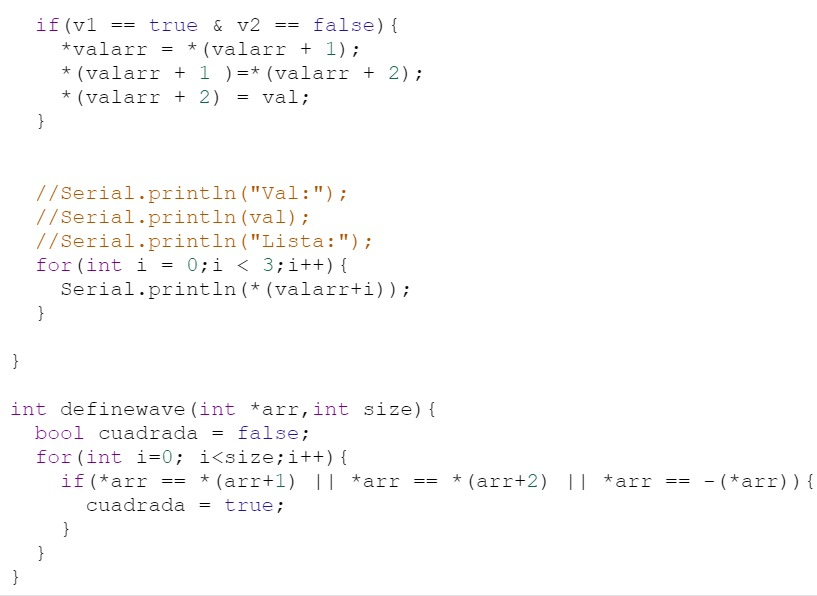 if(v1 == true & v2 == false){
*valarr = *(valarr + 1);
*(valarr + 1 )=*(valarr + 2);
*(valarr + 2) = val;
}
//Serial.println("Val:");
//Serial.println(val);
//Serial.println("Lista:");
for(int i = 0;i < 3;i++){
Serial.println(*(valarr+i));
}
}
int definewave(int *arr,int size){
bool cuadrada = false;
for(int i=0; i<size;i++){
if(*arr == *(arr+1) || *arr == *(arr+2) || *arr == -(*arr)){
cuadrada = true;
}
}
}